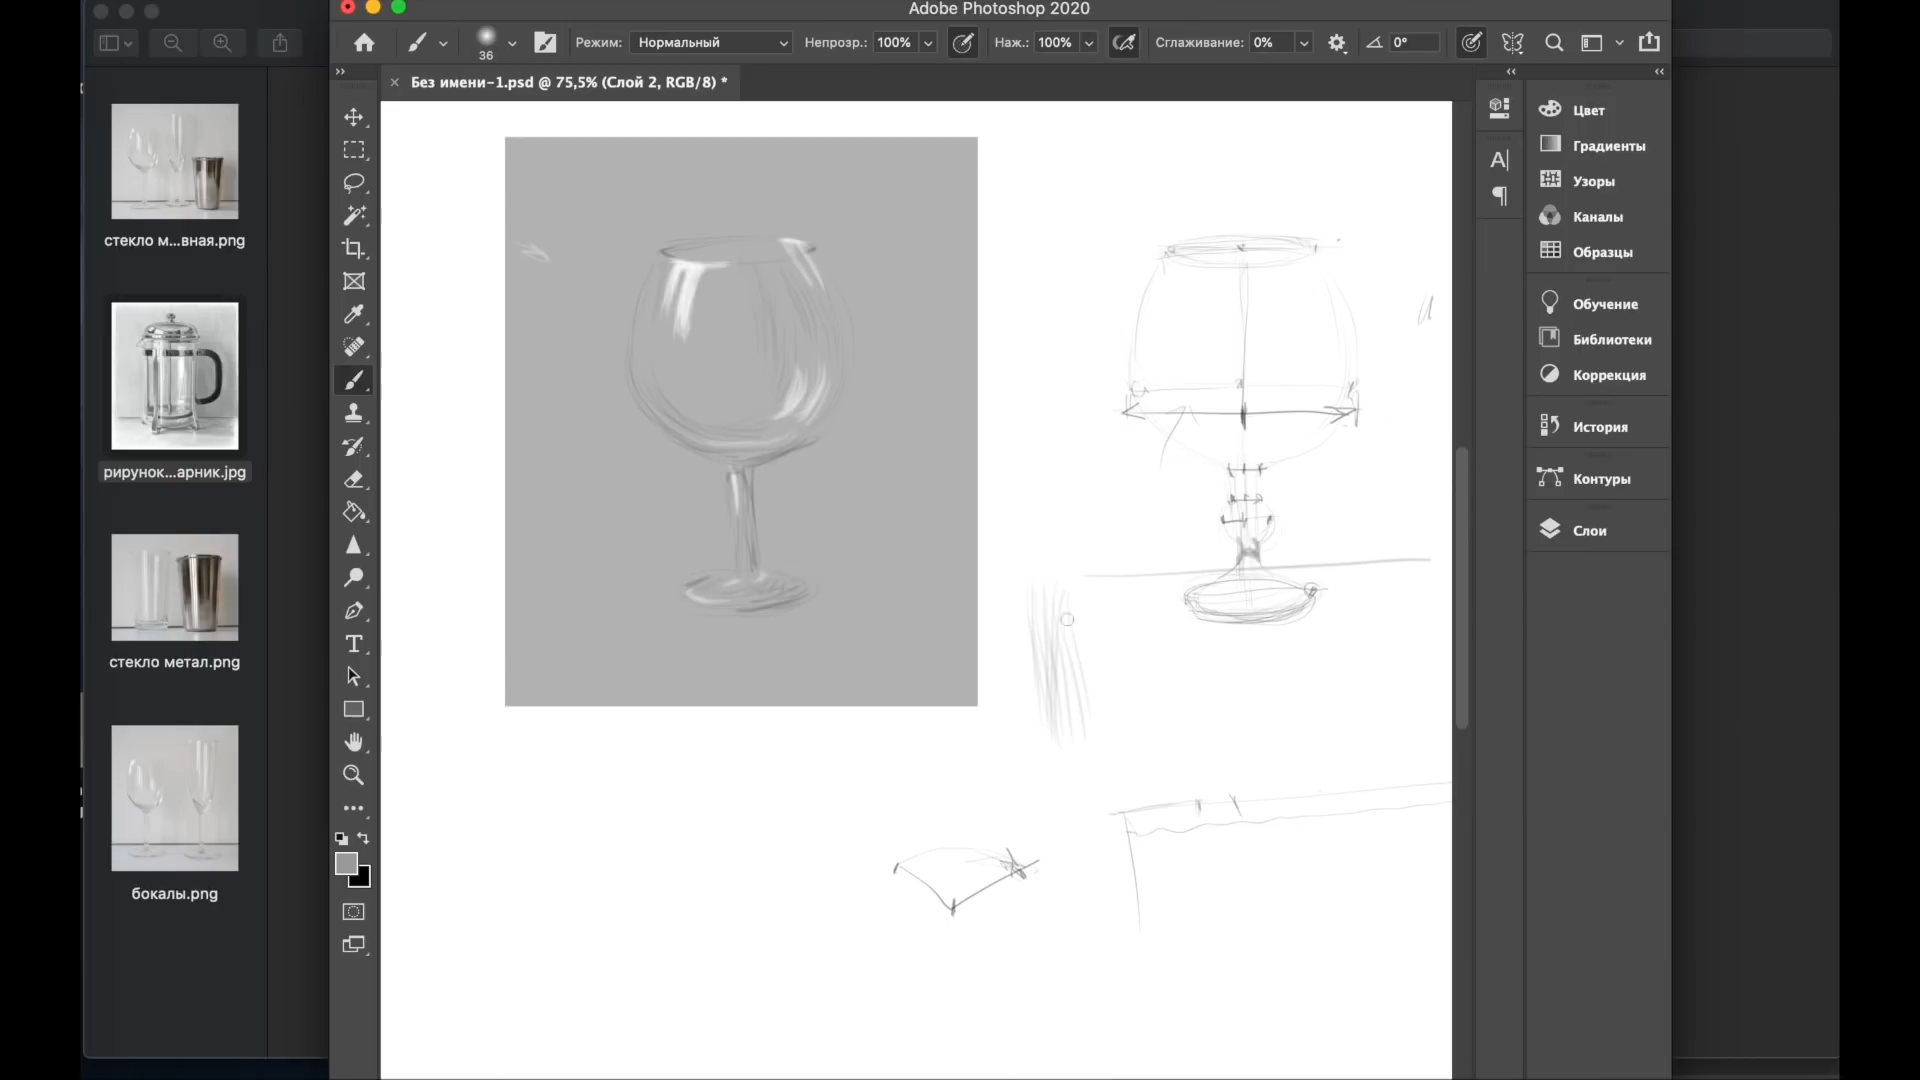 Adobe Photoshop 2020
36
Режим: Нормальный
Непрозр.: 100%
Наж.: 100%
Сглаживание: 0%
0°
Без имени-1.psd @ 75,5% (Слой 2, RGB/8) *
стекло м...вная.png
рирунок...арник.jpg
стекло метал.png
бокалы.png
Цвет
Градиенты
Узоры
Каналы
Образцы
Обучение
Библиотеки
Коррекция
История
Контуры
Слои